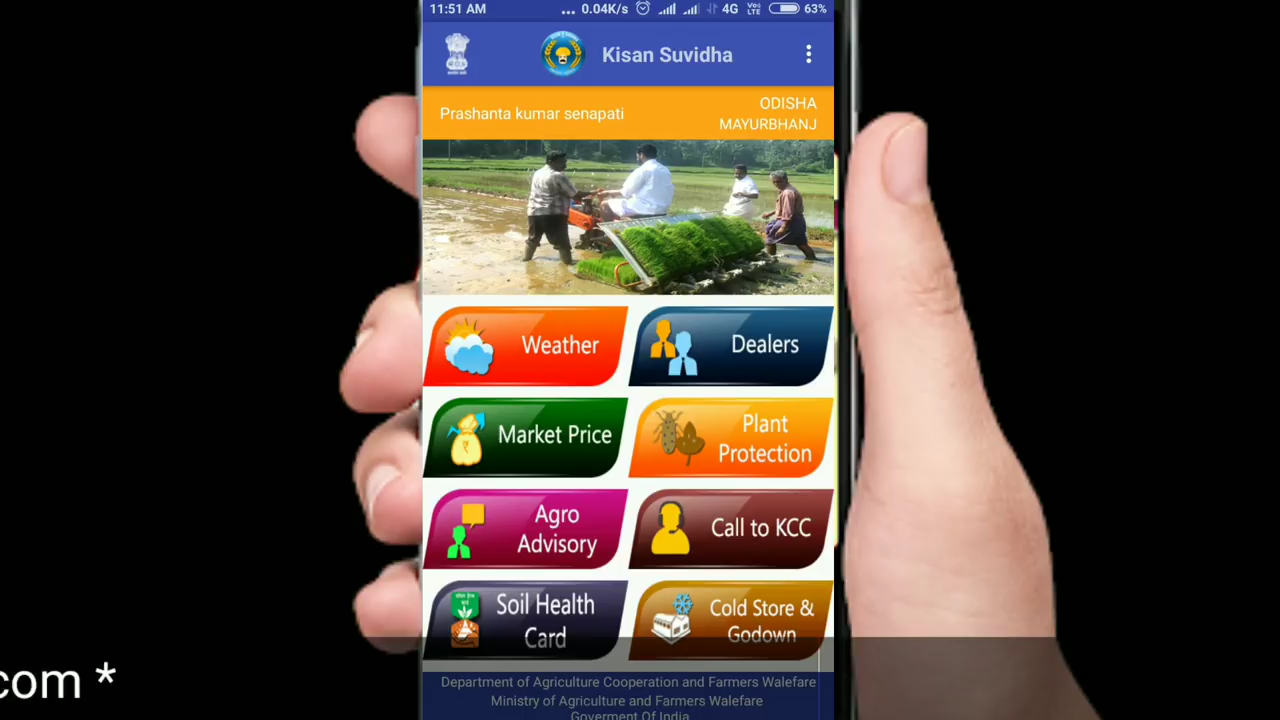 11:51 AM ... 0.04K/s 4G VoLTE 63%
Kisan Suvidha
Prashanta kumar senapati
ODISHA
MAYURBHANJ
Weather
Dealers
Market Price
Plant
Protection
Agro
Advisory
Call to KCC
Soil Health
Card
Cold Store &
Godown
com *
Department of Agriculture Cooperation and Farmers Walefare
Ministry of Agriculture and Farmers Walefare
Goverment Of India